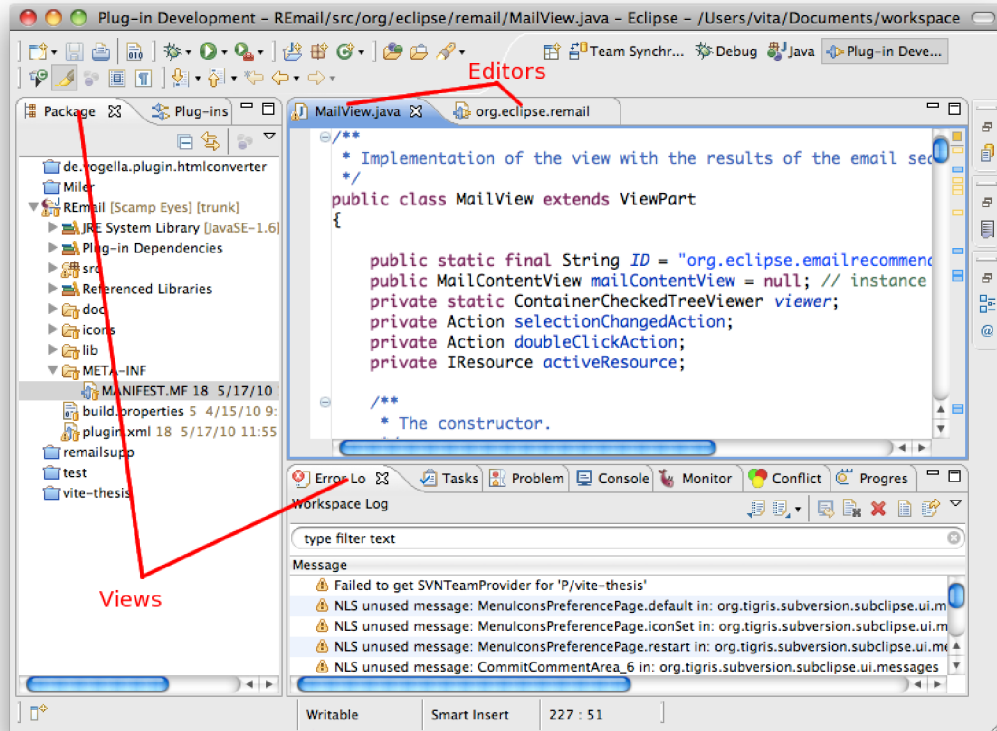 Plug-in Development – REmail/src/org/eclipse/remail/MailView.java – Eclipse – /Users/vita/Documents/workspace
Team Synchr... Debug Java Plug-in Deve...
Editors
Package Plug-ins
MailView.java org.eclipse.remail
de.vogella.plugin.htmlconverter
Miler
REmail [Scamp Eyes] [trunk]
JRE System Library [JavaSE-1.6]
Plug-in Dependencies
src
Referenced Libraries
doc
icons
lib
META-INF
MANIFEST.MF 18 5/17/10
build.properties 5 4/15/10 9:
plugin.xml 18 5/17/10 11:55
remailsupp
test
vite-thesis
/**
* Implementation of the view with the results of the email sea
*/
public class MailView extends ViewPart
{
public static final String ID = "org.eclipse.emailrecommend
public MailContentView mailContentView = null; // instance
private static ContainerCheckedTreeViewer viewer;
private Action selectionChangedAction;
private Action doubleClickAction;
private IResource activeResource;
/**
* The constructor.
Views
Error Lo Tasks Problem Console Monitor Conflict Progres
Workspace Log
type filter text
Message
Failed to get SVNTeamProvider for 'P/vite-thesis'
NLS unused message: MenuIconsPreferencePage.default in: org.tigris.subversion.subclipse.ui.m
NLS unused message: MenuIconsPreferencePage.iconSet in: org.tigris.subversion.subclipse.ui.m
NLS unused message: MenuIconsPreferencePage.restart in: org.tigris.subversion.subclipse.ui.me
NLS unused message: CommitCommentArea_6 in: org.tigris.subversion.subclipse.ui.messages
Writable Smart Insert 227 : 51